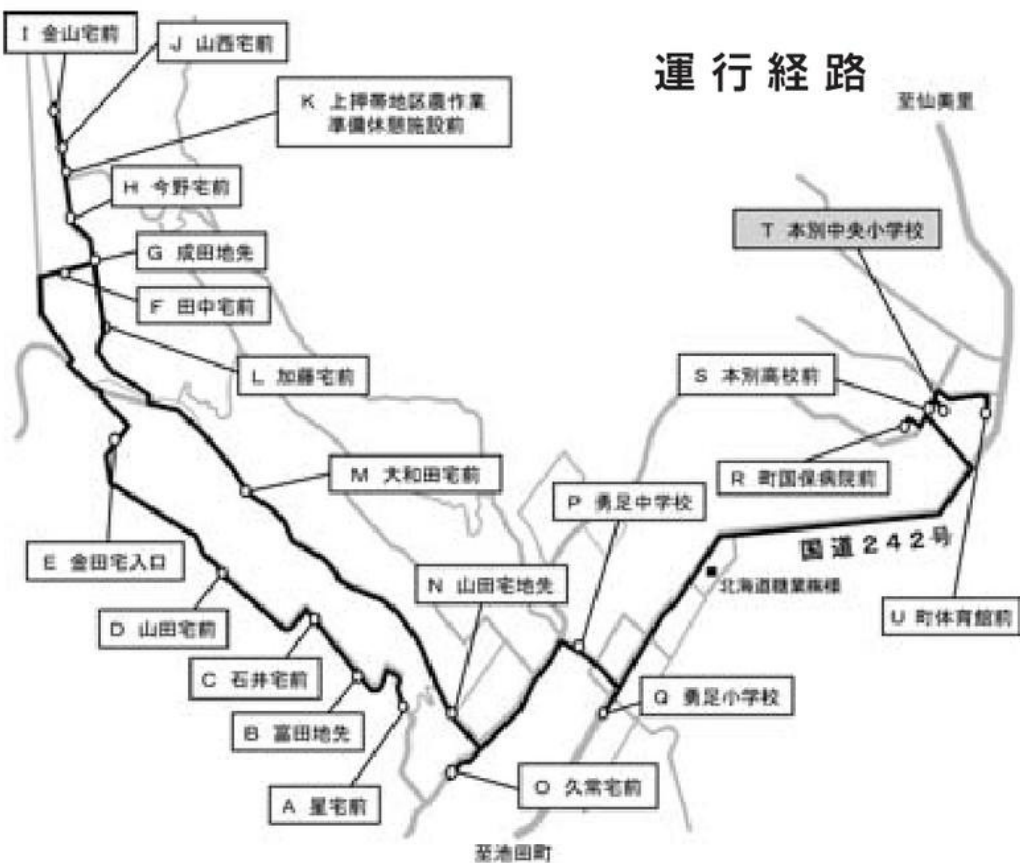 運行経路
I 金山宅前
J 山西宅前
K 上押帯地区農作業
準備休憩施設前
至仙美里
H 今野宅前
T 本別中央小学校
G 成田地先
F 田中宅前
L 加藤宅前
S 本別高校前
M 大和田宅前
R 町国保病院前
P 勇足中学校
国道242号
E 金田宅入口
N 山田宅地先
北海道糖業㈱様
U 町体育館前
D 山田宅前
C 石井宅前
Q 勇足小学校
B 富田地先
A 星宅前
O 久常宅前
至池田町